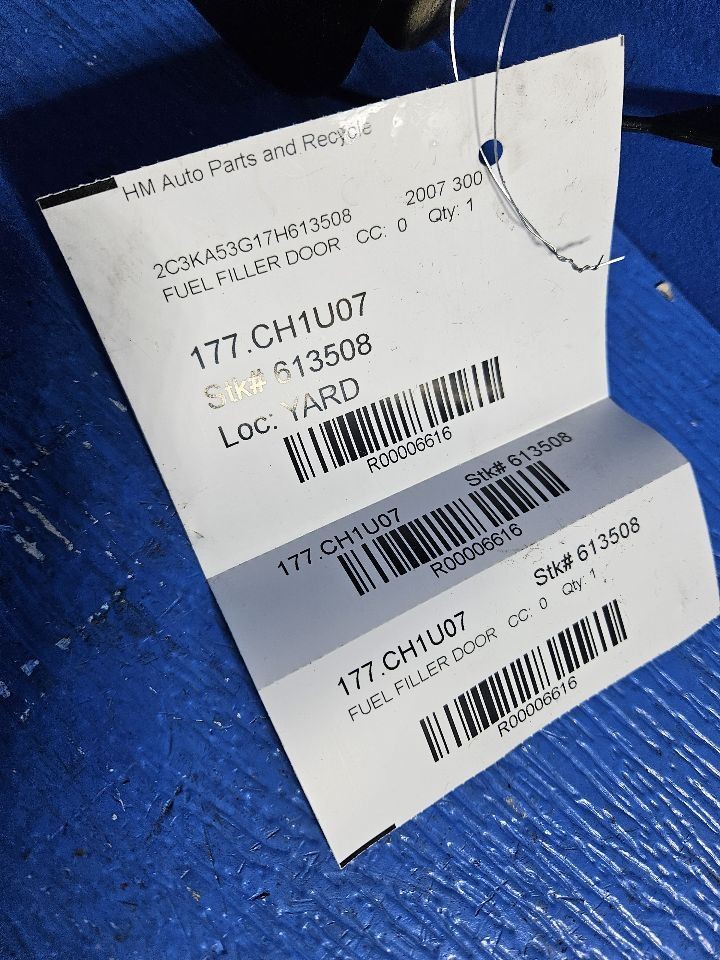 HM Auto Parts and Recycle
2C3KA53G17H613508 2007 300
FUEL FILLER DOOR CC: 0 Qty: 1
177.CH1U07
Stk# 613508
Loc: YARD
R00006616
177.CH1U07 Stk# 613508
R00006616
177.CH1U07 Stk# 613508
FUEL FILLER DOOR CC: 0 Qty: 1
R00006616